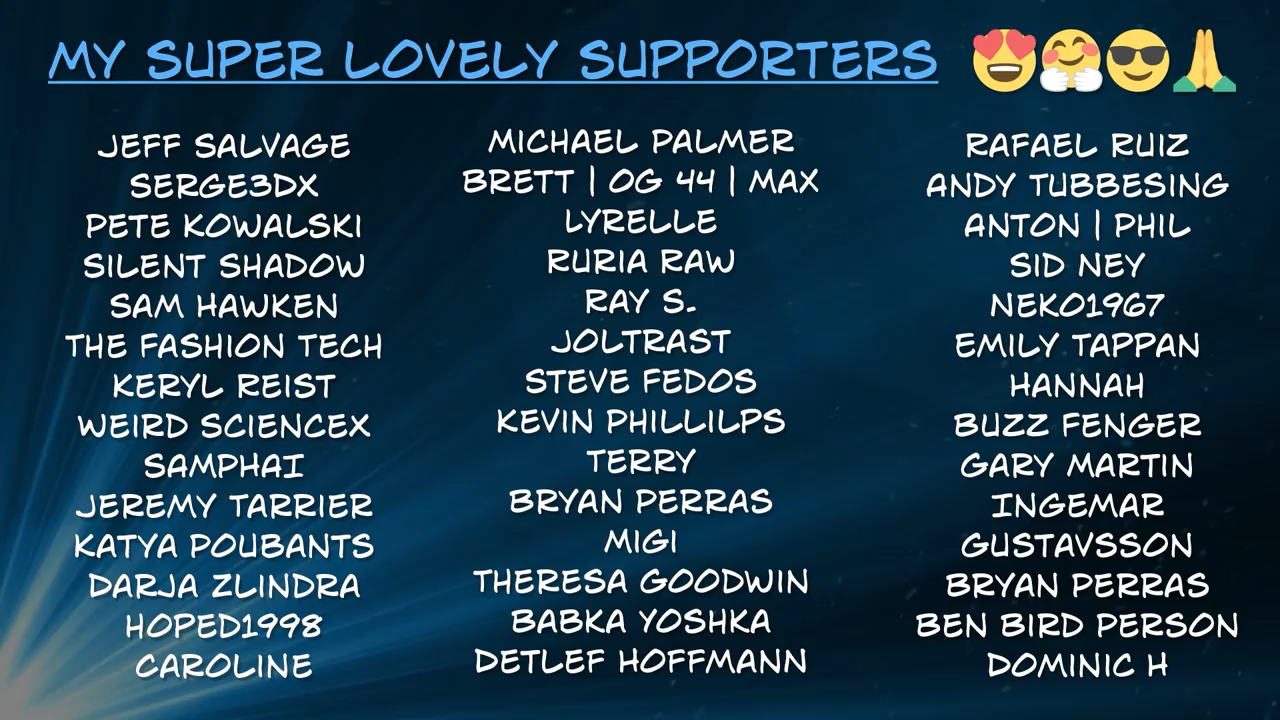 MY SUPER LOVELY SUPPORTERS 😍🤗😎🙏
JEFF SALVAGE
SERGE3DX
PETE KOWALSKI
SILENT SHADOW
SAM HAWKEN
THE FASHION TECH
KERYL REIST
WEIRD SCIENCEX
SAMPHAI
JEREMY TARRIER
KATYA POUBANTS
DARJA ZLINDRA
HOPED1998
CAROLINE
MICHAEL PALMER
BRETT | OG 44 | MAX
LYRELLE
RURIA RAW
RAY S.
JOLTRAST
STEVE FEDOS
KEVIN PHILLILPS
TERRY
BRYAN PERRAS
MIGI
THERESA GOODWIN
BABKA YOSHKA
DETLEF HOFFMANN
RAFAEL RUIZ
ANDY TUBBESING
ANTON | PHIL
SID NEY
NEKO1967
EMILY TAPPAN
HANNAH
BUZZ FENGER
GARY MARTIN
INGEMAR
GUSTAVSSON
BRYAN PERRAS
BEN BIRD PERSON
DOMINIC H